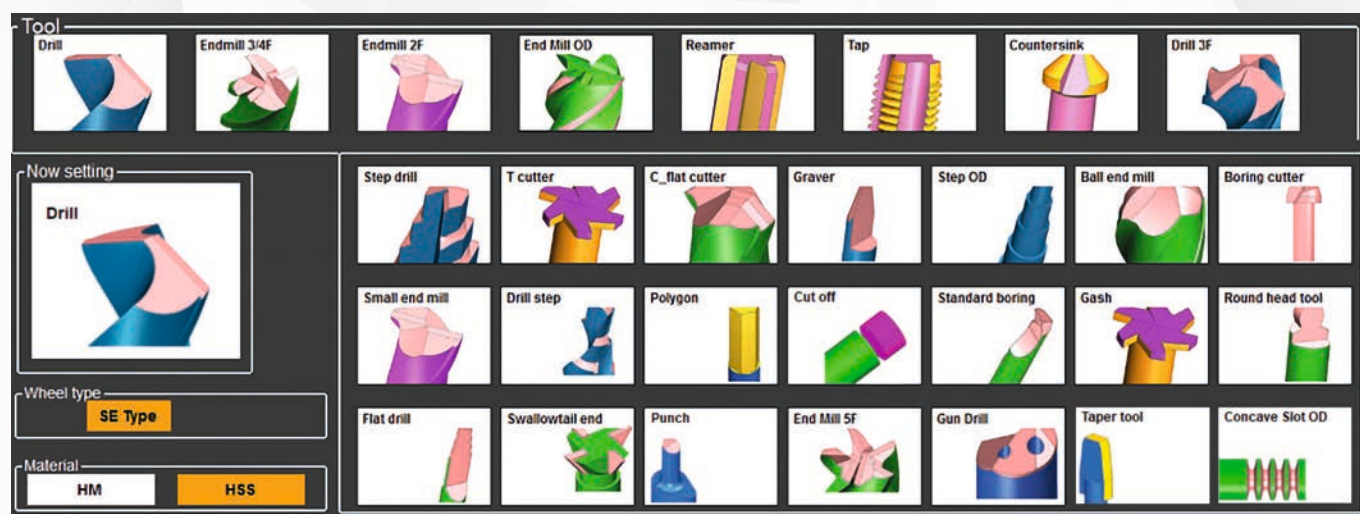 Tool
Drill
Endmill 3/4F
Endmill 2F
End Mill OD
Reamer
Tap
Countersink
Drill 3F
Now setting
Drill
Wheel type
SE Type
Material
HM
HSS
Step drill
T cutter
C_flat cutter
Graver
Step OD
Ball end mill
Boring cutter
Small end mill
Drill step
Polygon
Cut off
Standard boring
Gash
Round head tool
Flat drill
Swallowtail end
Punch
End Mill 5F
Gun Drill
Taper tool
Concave Slot OD